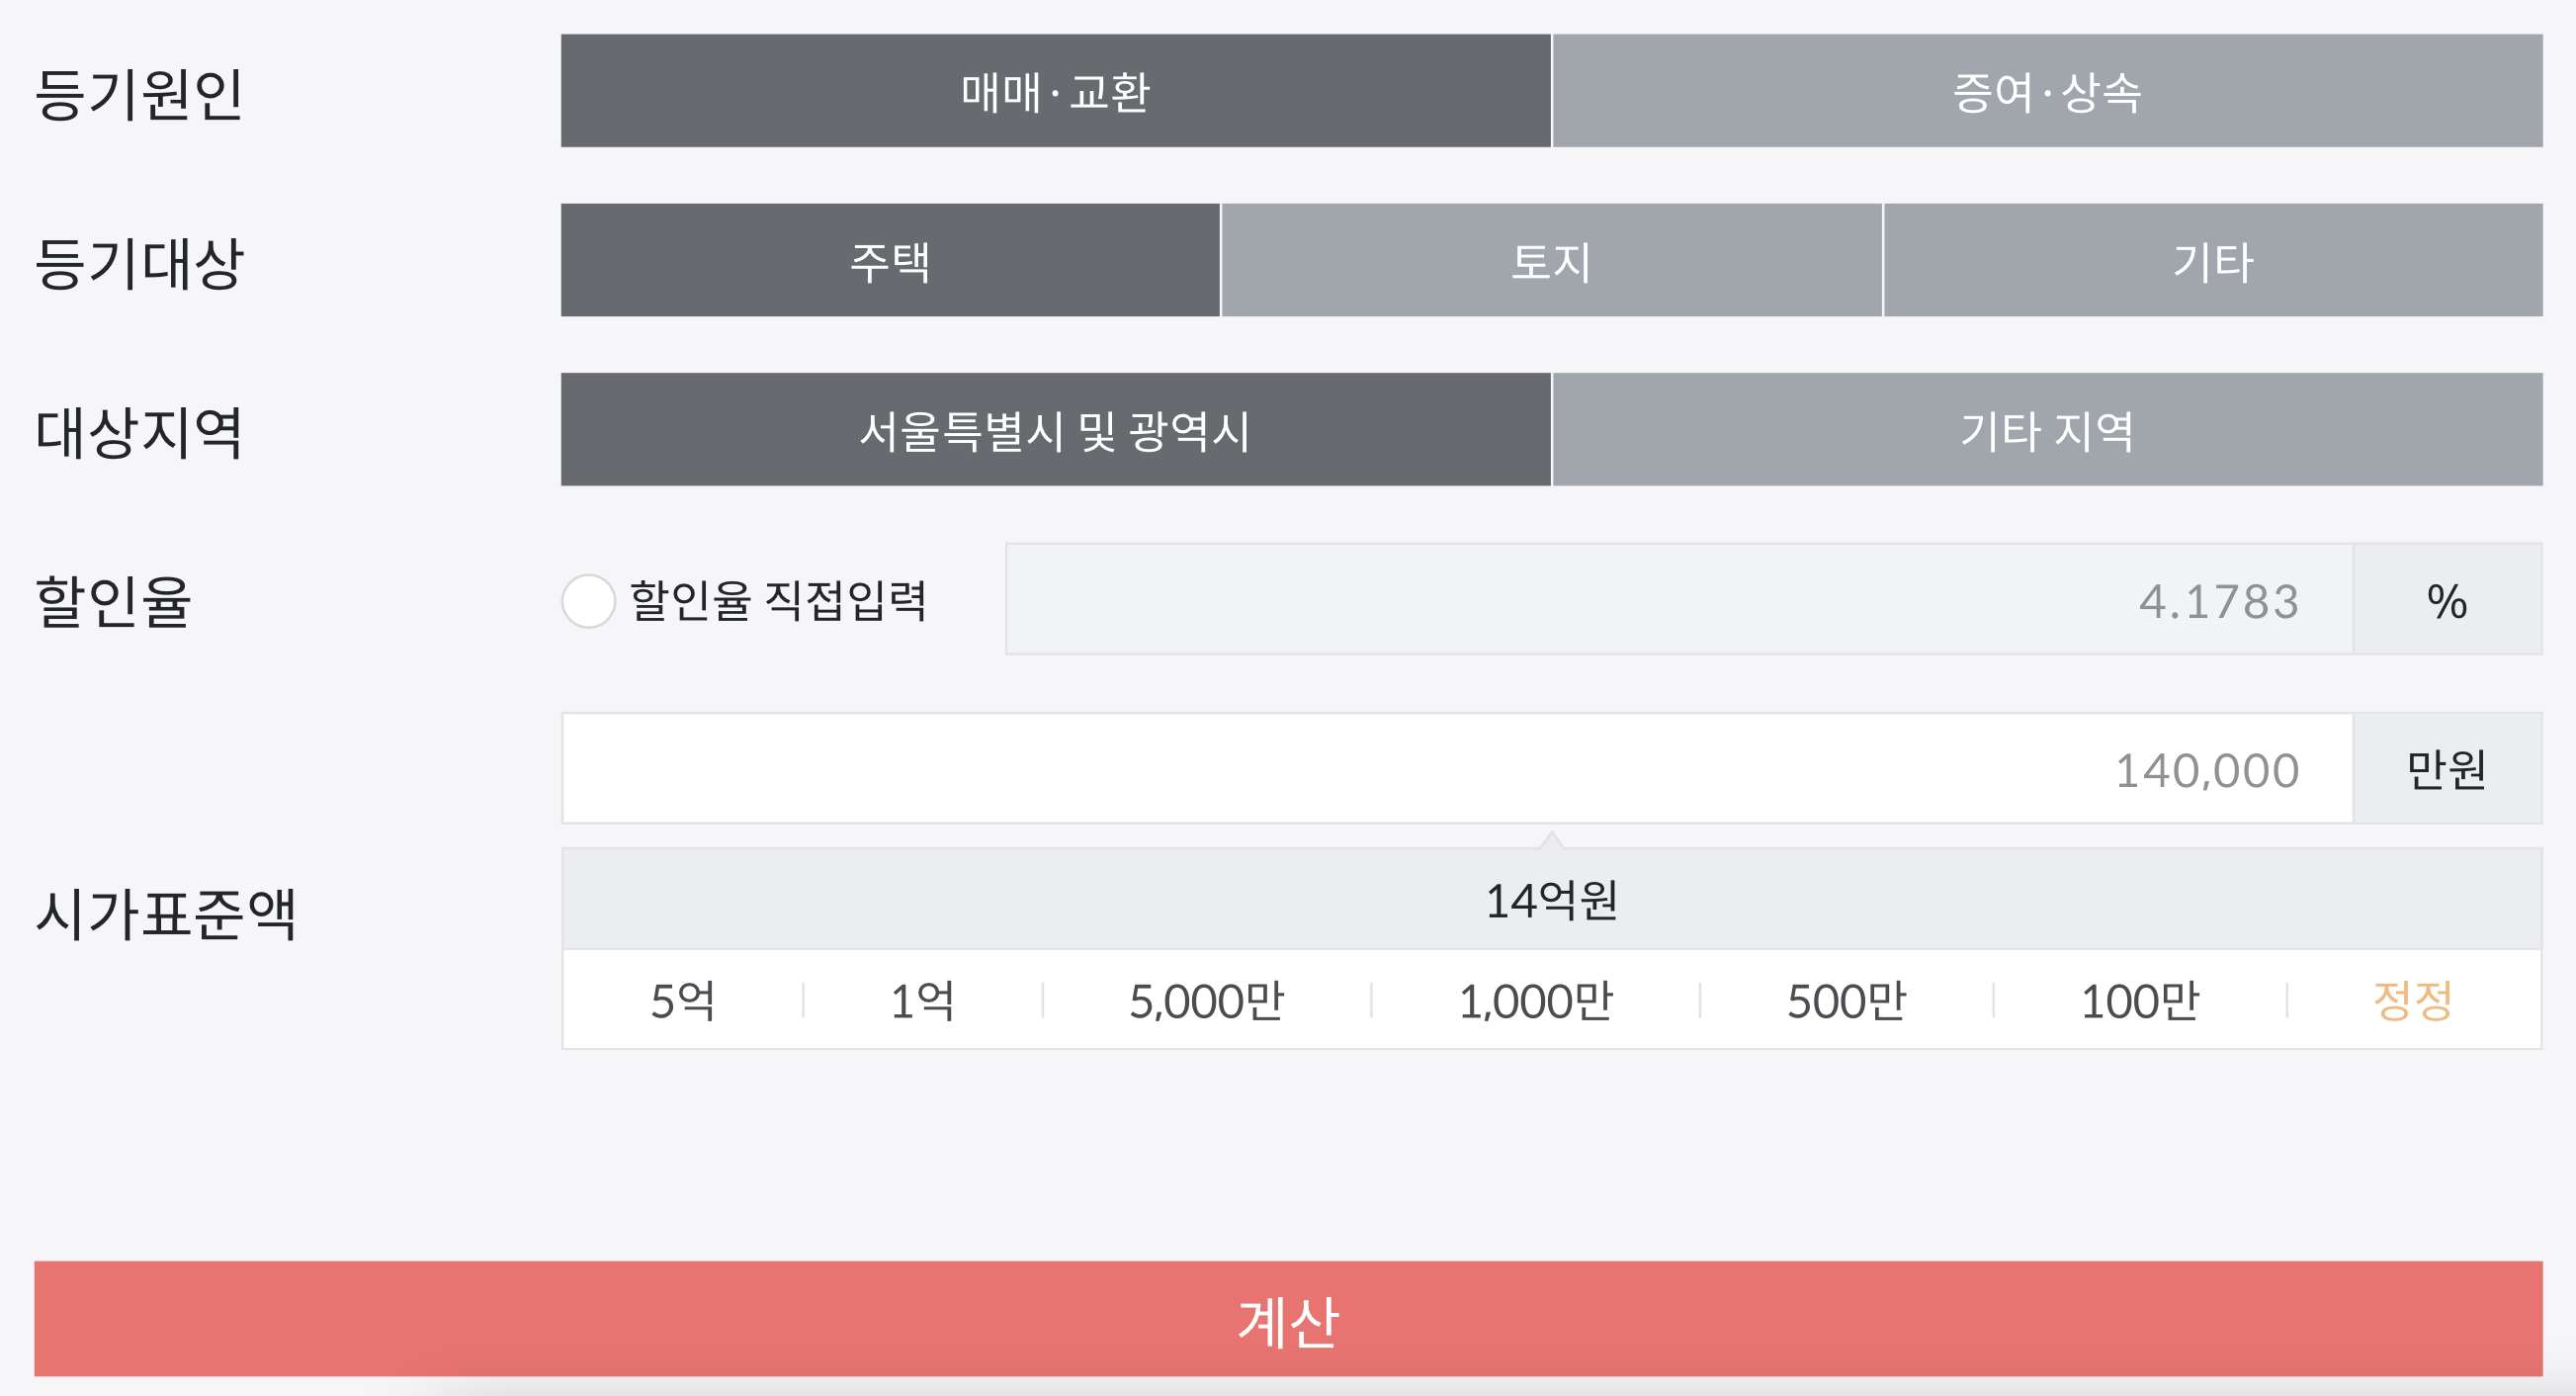 등기원인 매매·교환 증여·상속
등기대상 주택 토지 기타
대상지역 서울특별시 및 광역시 기타 지역
할인율 할인율 직접입력 4.1783 %
140,000 만원
시가표준액 14억원
5억 1억 5,000만 1,000만 500만 100만 정정
계산